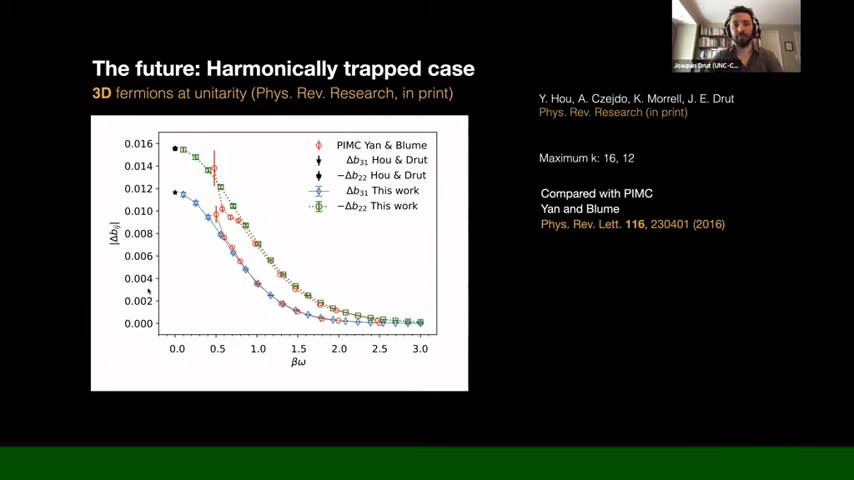 The future: Harmonically trapped case
3D fermions at unitarity (Phys. Rev. Research, in print)
Joaquin Drut (UNC-C...
Y. Hou, A. Czejdo, K. Morrell, J. E. Drut
Phys. Rev. Research (in print)
Maximum k: 16, 12
Compared with PIMC
Yan and Blume
Phys. Rev. Lett. 116, 230401 (2016)
PIMC Yan & Blume
Δb31 Hou & Drut
−Δb22 Hou & Drut
Δb31 This work
−Δb22 This work
|Δbij|
0.016
0.014
0.012
0.010
0.008
0.006
0.004
0.002
0.000
0.0 0.5 1.0 1.5 2.0 2.5 3.0
βω